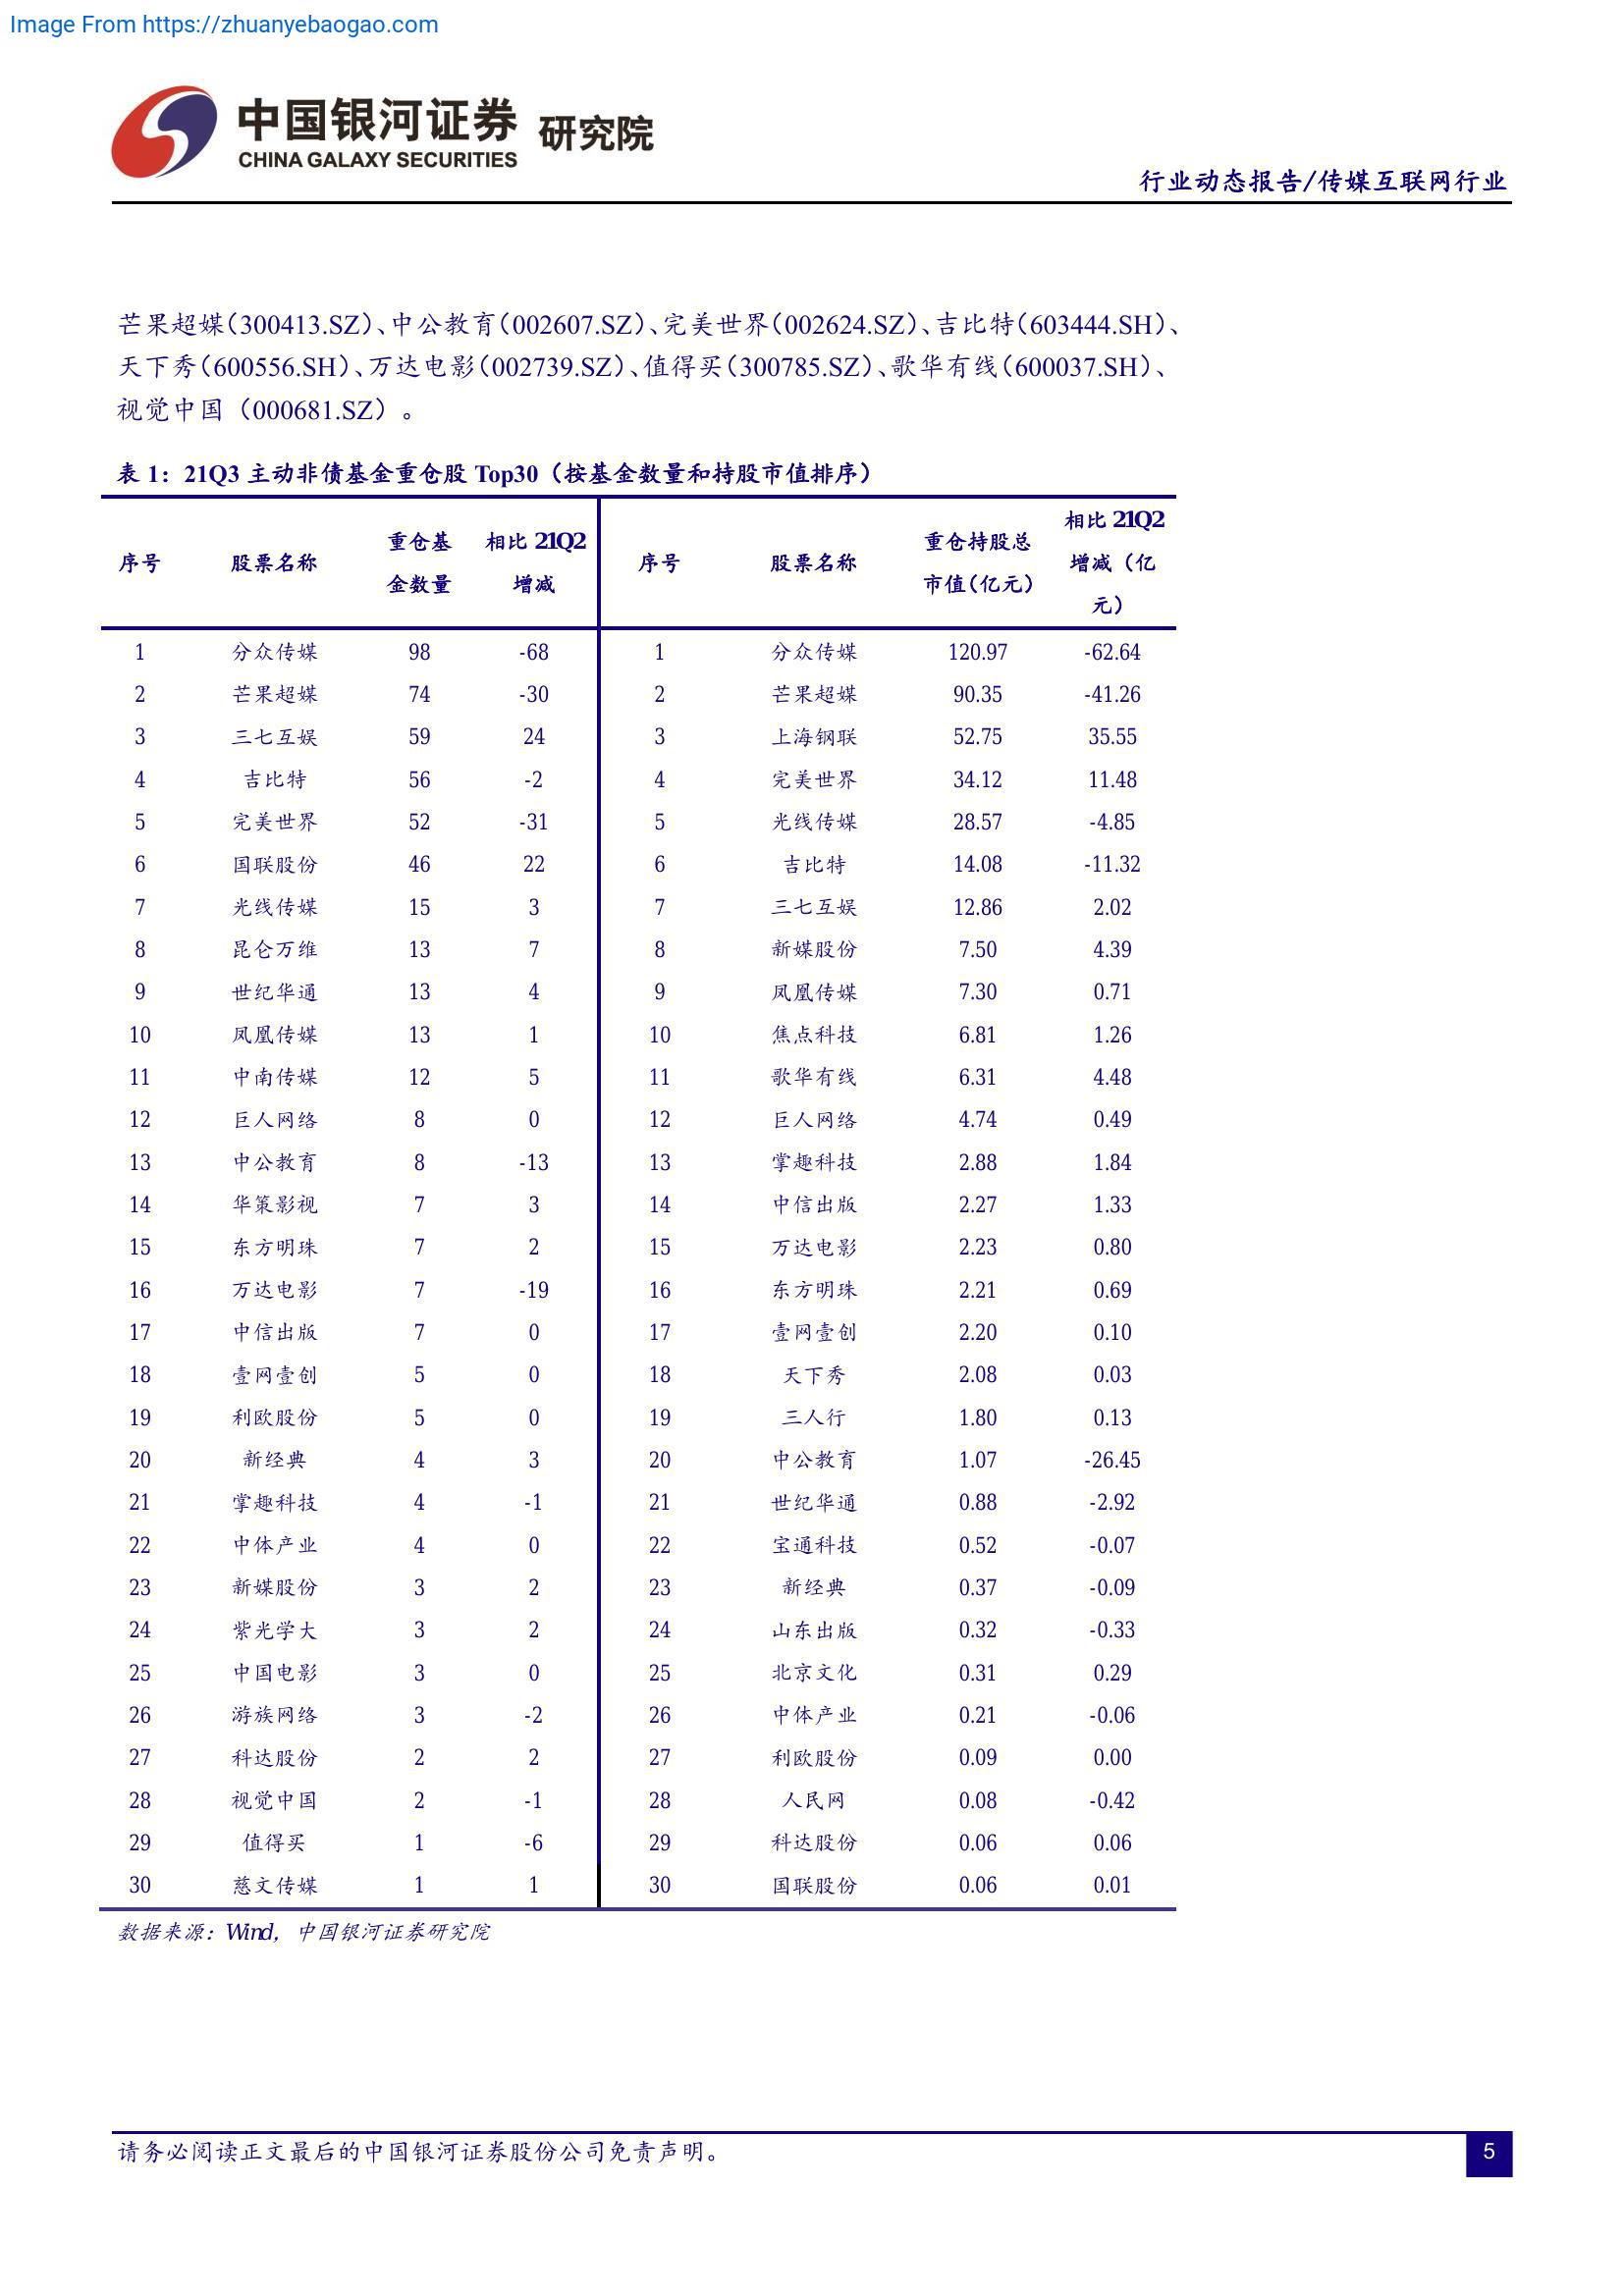 Image From https://zhuanyebaogao.com
中国银河证券 研究院
CHINA GALAXY SECURITIES
行业动态报告/传媒互联网行业
芒果超媒（300413.SZ）、中公教育（002607.SZ）、完美世界（002624.SZ）、吉比特（603444.SH）、
天下秀（600556.SH）、万达电影（002739.SZ）、值得买（300785.SZ）、歌华有线（600037.SH）、
视觉中国（000681.SZ）。
表 1：21Q3 主动非债基金重仓股 Top30（按基金数量和持股市值排序）
序号 股票名称 重仓基金数量 相比 21Q2 增减 序号 股票名称 重仓持股总市值（亿元） 相比 21Q2 增减（亿元）
1 分众传媒 98 -68 1 分众传媒 120.97 -62.64
2 芒果超媒 74 -30 2 芒果超媒 90.35 -41.26
3 三七互娱 59 24 3 上海钢联 52.75 35.55
4 吉比特 56 -2 4 完美世界 34.12 11.48
5 完美世界 52 -31 5 光线传媒 28.57 -4.85
6 国联股份 46 22 6 吉比特 14.08 -11.32
7 光线传媒 15 3 7 三七互娱 12.86 2.02
8 昆仑万维 13 7 8 新媒股份 7.50 4.39
9 世纪华通 13 4 9 凤凰传媒 7.30 0.71
10 凤凰传媒 13 1 10 焦点科技 6.81 1.26
11 中南传媒 12 5 11 歌华有线 6.31 4.48
12 巨人网络 8 0 12 巨人网络 4.74 0.49
13 中公教育 8 -13 13 掌趣科技 2.88 1.84
14 华策影视 7 3 14 中信出版 2.27 1.33
15 东方明珠 7 2 15 万达电影 2.23 0.80
16 万达电影 7 -19 16 东方明珠 2.21 0.69
17 中信出版 7 0 17 壹网壹创 2.20 0.10
18 壹网壹创 5 0 18 天下秀 2.08 0.03
19 利欧股份 5 0 19 三人行 1.80 0.13
20 新经典 4 3 20 中公教育 1.07 -26.45
21 掌趣科技 4 -1 21 世纪华通 0.88 -2.92
22 中体产业 4 0 22 宝通科技 0.52 -0.07
23 新媒股份 3 2 23 新经典 0.37 -0.09
24 紫光学大 3 2 24 山东出版 0.32 -0.33
25 中国电影 3 0 25 北京文化 0.31 0.29
26 游族网络 3 -2 26 中体产业 0.21 -0.06
27 科达股份 2 2 27 利欧股份 0.09 0.00
28 视觉中国 2 -1 28 人民网 0.08 -0.42
29 值得买 1 -6 29 科达股份 0.06 0.06
30 慈文传媒 1 1 30 国联股份 0.06 0.01
数据来源：Wind，中国银河证券研究院
请务必阅读正文最后的中国银河证券股份公司免责声明。
5